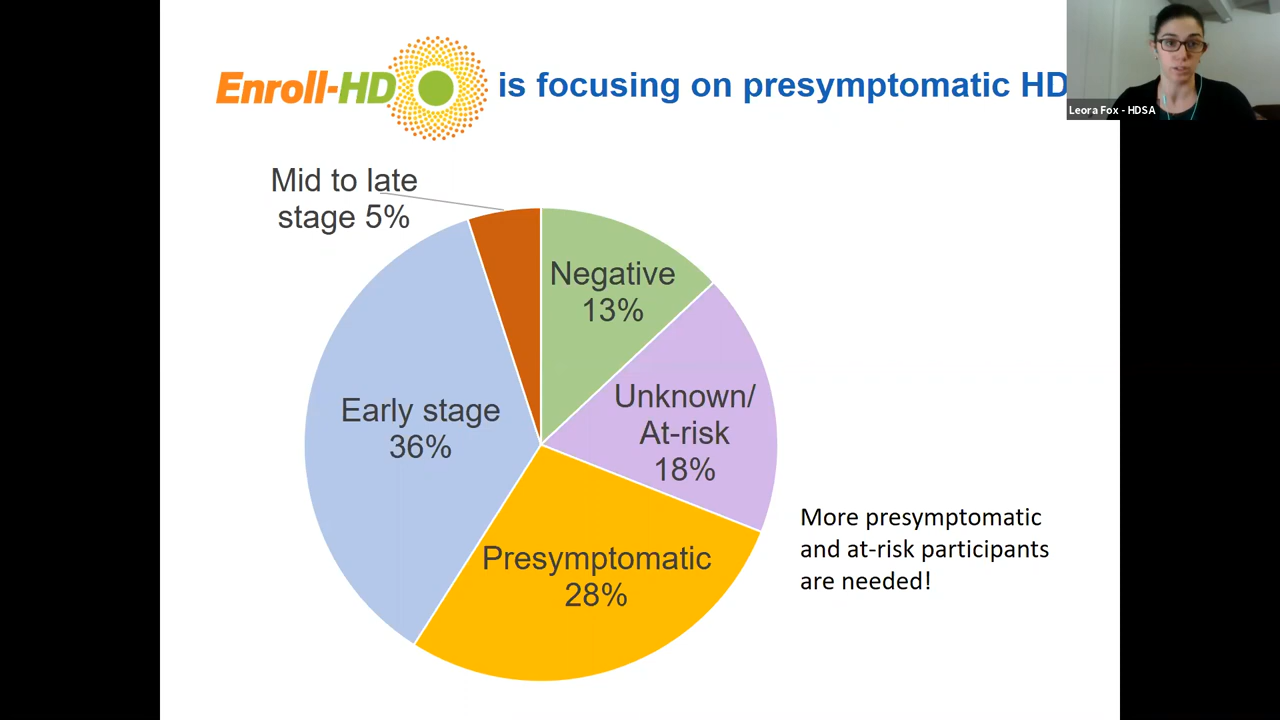 Enroll-HD is focusing on presymptomatic HD
Leora Fox - HDSA
Mid to late
stage 5%
Negative
13%
Unknown/
At-risk
18%
Early stage
36%
Presymptomatic
28%
More presymptomatic
and at-risk participants
are needed!